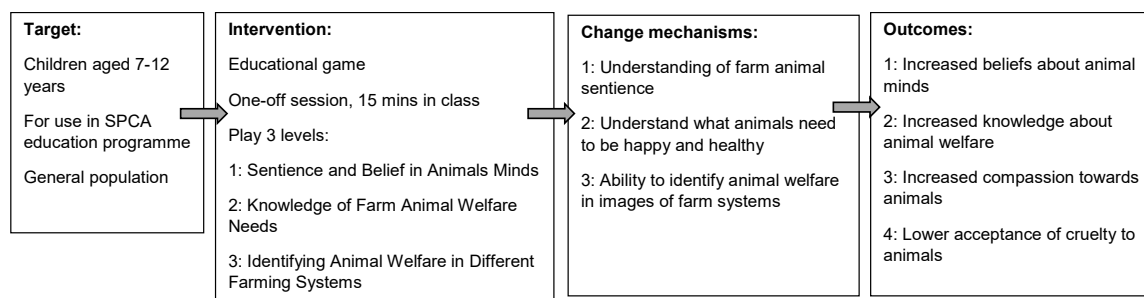 Target:
Children aged 7-12
years
For use in SPCA
education programme
General population
Intervention:
Educational game
One-off session, 15 mins in class
Play 3 levels:
1: Sentience and Belief in Animals Minds
2: Knowledge of Farm Animal Welfare
Needs
3: Identifying Animal Welfare in Different
Farming Systems
Change mechanisms:
1: Understanding of farm animal
sentience
2: Understand what animals need
to be happy and healthy
3: Ability to identify animal welfare
in images of farm systems
Outcomes:
1: Increased beliefs about animal
minds
2: Increased knowledge about
animal welfare
3: Increased compassion towards
animals
4: Lower acceptance of cruelty to
animals